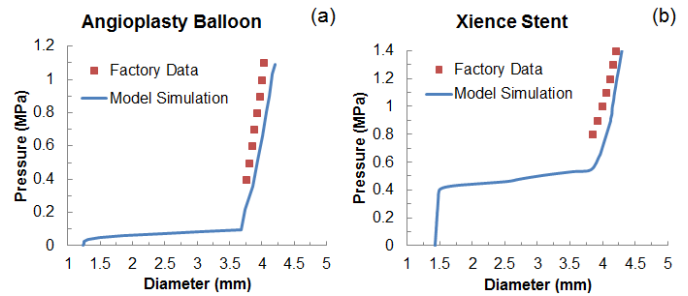 Angioplasty Balloon (a)
1.2
1
0.8
0.6
0.4
0.2
0
Pressure (MPa)
Factory Data
Model Simulation
1 1.5 2 2.5 3 3.5 4 4.5 5
Diameter (mm)
Xience Stent (b)
1.4
1.2
1
0.8
0.6
0.4
0.2
0
Pressure (MPa)
Factory Data
Model Simulation
1 1.5 2 2.5 3 3.5 4 4.5 5
Diameter (mm)